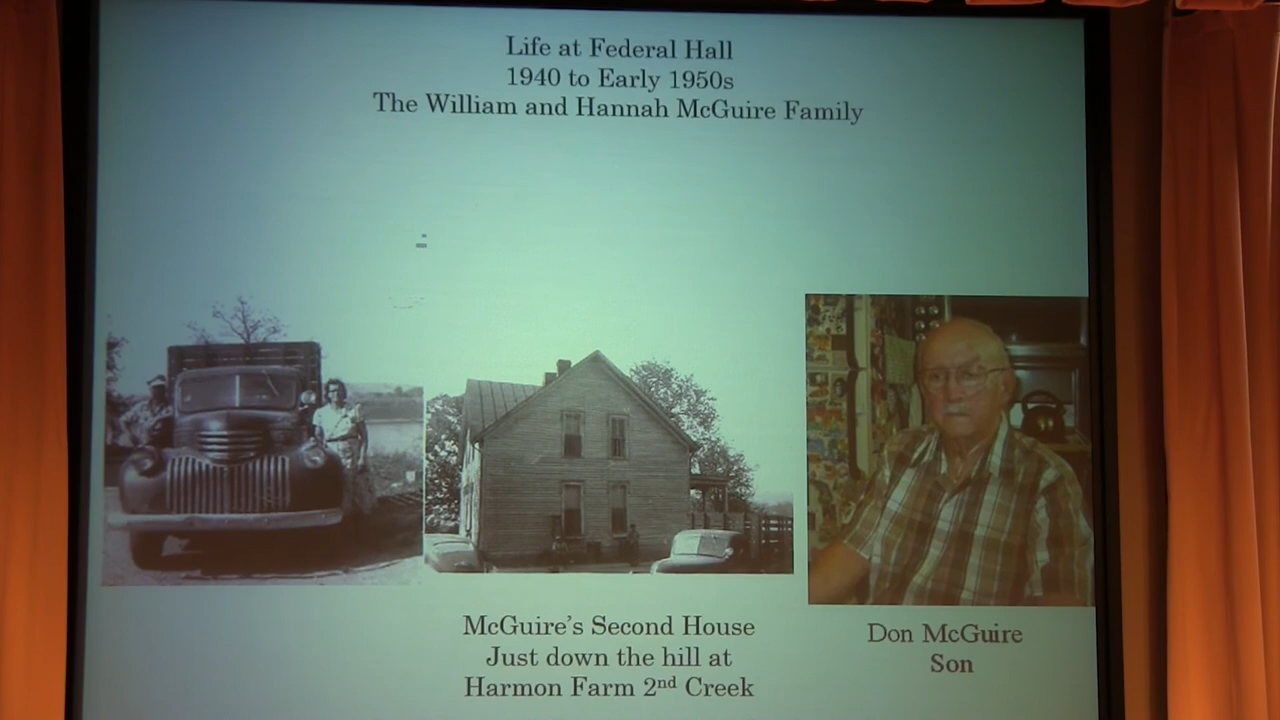 Life at Federal Hall
1940 to Early 1950s
The William and Hannah McGuire Family
McGuire's Second House
Just down the hill at
Harmon Farm 2nd Creek
Don McGuire
Son